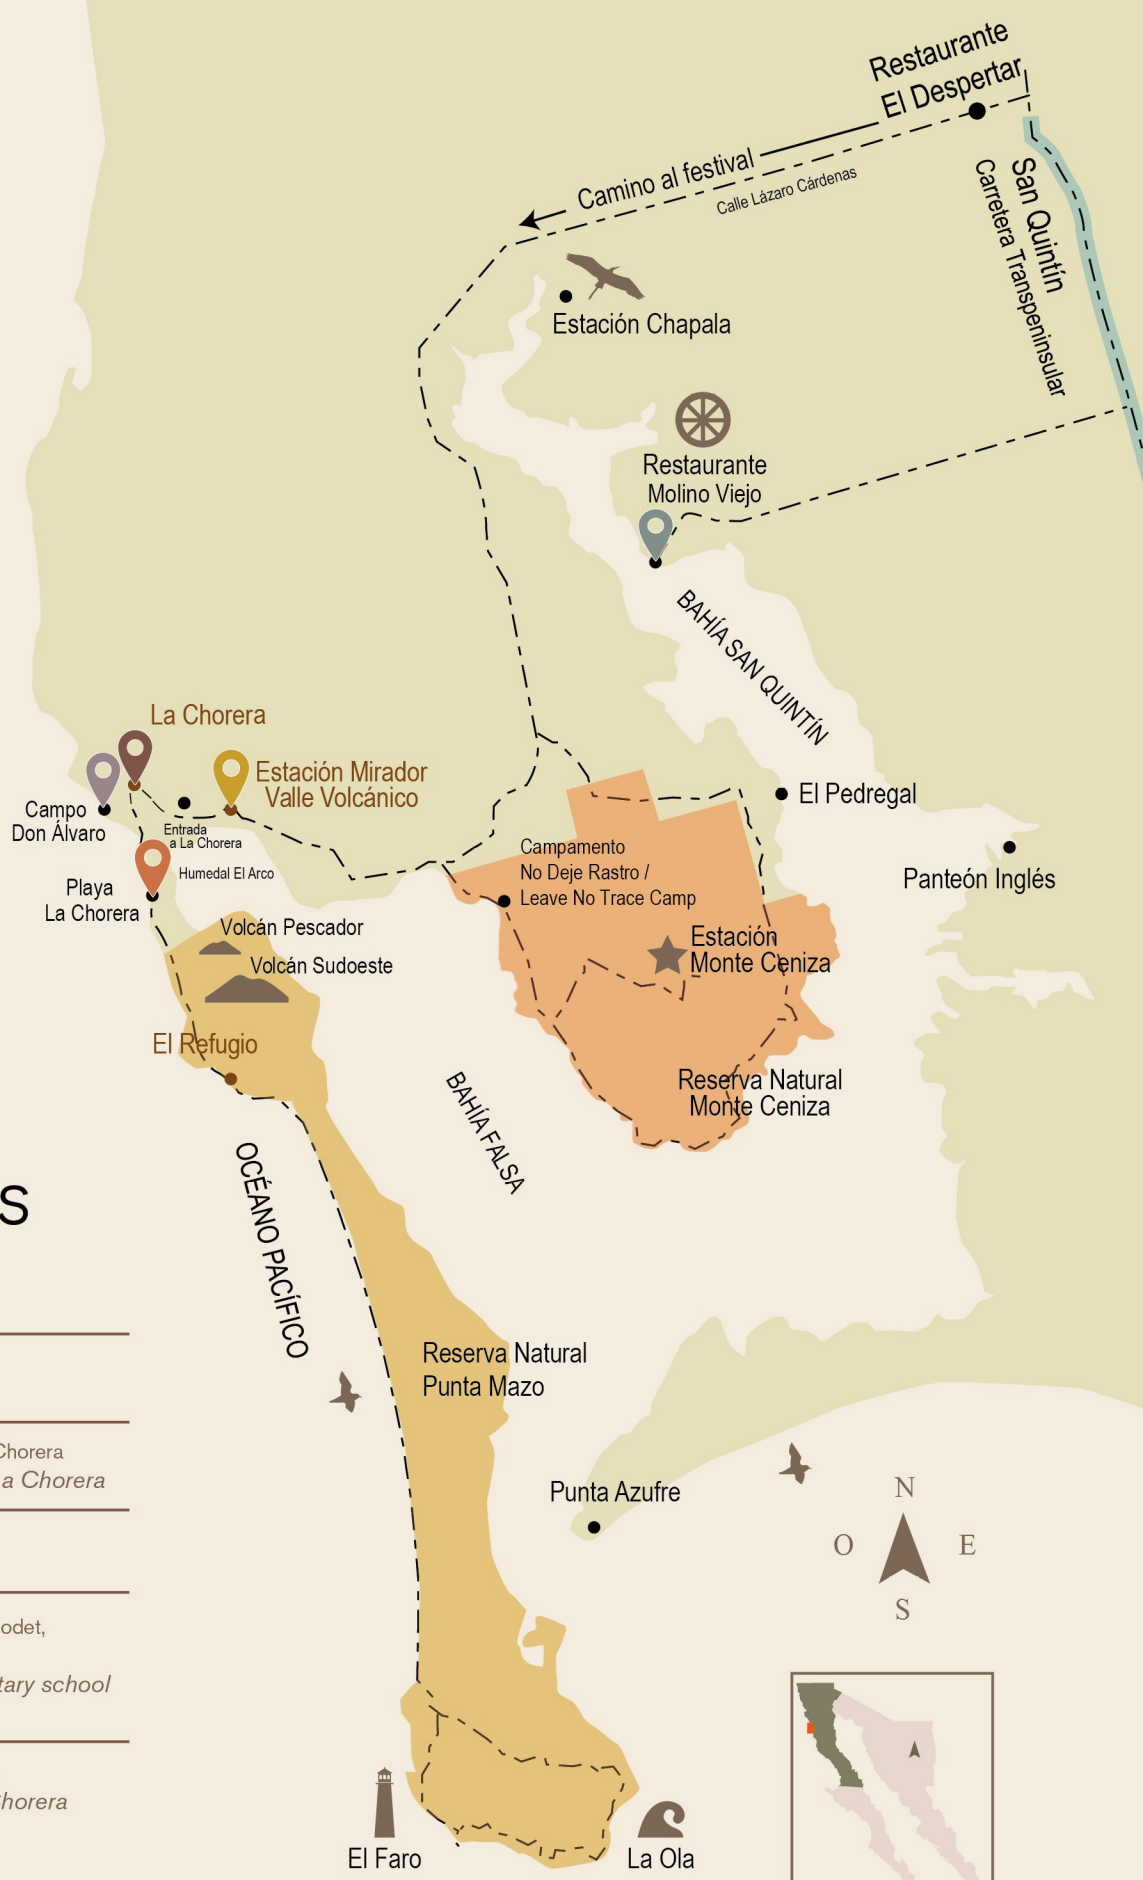 Restaurante
El Despertar
Camino al festival
Calle Lázaro Cárdenas
San Quintín
Carretera Transpeninsular
Estación Chapala
Restaurante
Molino Viejo
BAHÍA SAN QUINTÍN
La Chorera
Estación Mirador
Valle Volcánico
Campo
Don Álvaro
Entrada
a La Chorera
Humedal El Arco
Playa
La Chorera
El Pedregal
Panteón Inglés
Campamento
No Deje Rastro /
Leave No Trace Camp
Volcán Pescador
Volcán Sudoeste
Estación
Monte Ceniza
El Refugio
Reserva Natural
Monte Ceniza
BAHÍA FALSA
OCÉANO PACÍFICO
S
Reserva Natural
Punta Mazo
Chorera
a Chorera
Punta Azufre
N
O
E
S
odet,
tary school
horera
El Faro
La Ola